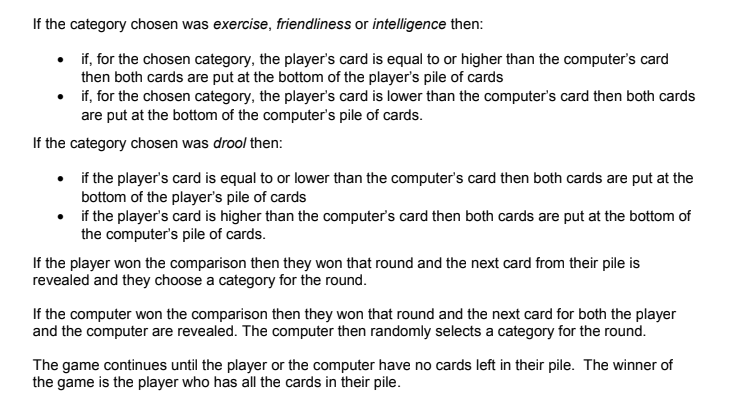 If the category chosen was exercise, friendliness or intelligence then:
• if, for the chosen category, the player's card is equal to or higher than the computer's card
then both cards are put at the bottom of the player's pile of cards
• if, for the chosen category, the player's card is lower than the computer's card then both cards
are put at the bottom of the computer's pile of cards.
If the category chosen was drool then:
• if the player's card is equal to or lower than the computer's card then both cards are put at the
bottom of the player's pile of cards
• if the player's card is higher than the computer's card then both cards are put at the bottom of
the computer's pile of cards.
If the player won the comparison then they won that round and the next card from their pile is
revealed and they choose a category for the round.
If the computer won the comparison then they won that round and the next card for both the player
and the computer are revealed. The computer then randomly selects a category for the round.
The game continues until the player or the computer have no cards left in their pile. The winner of
the game is the player who has all the cards in their pile.